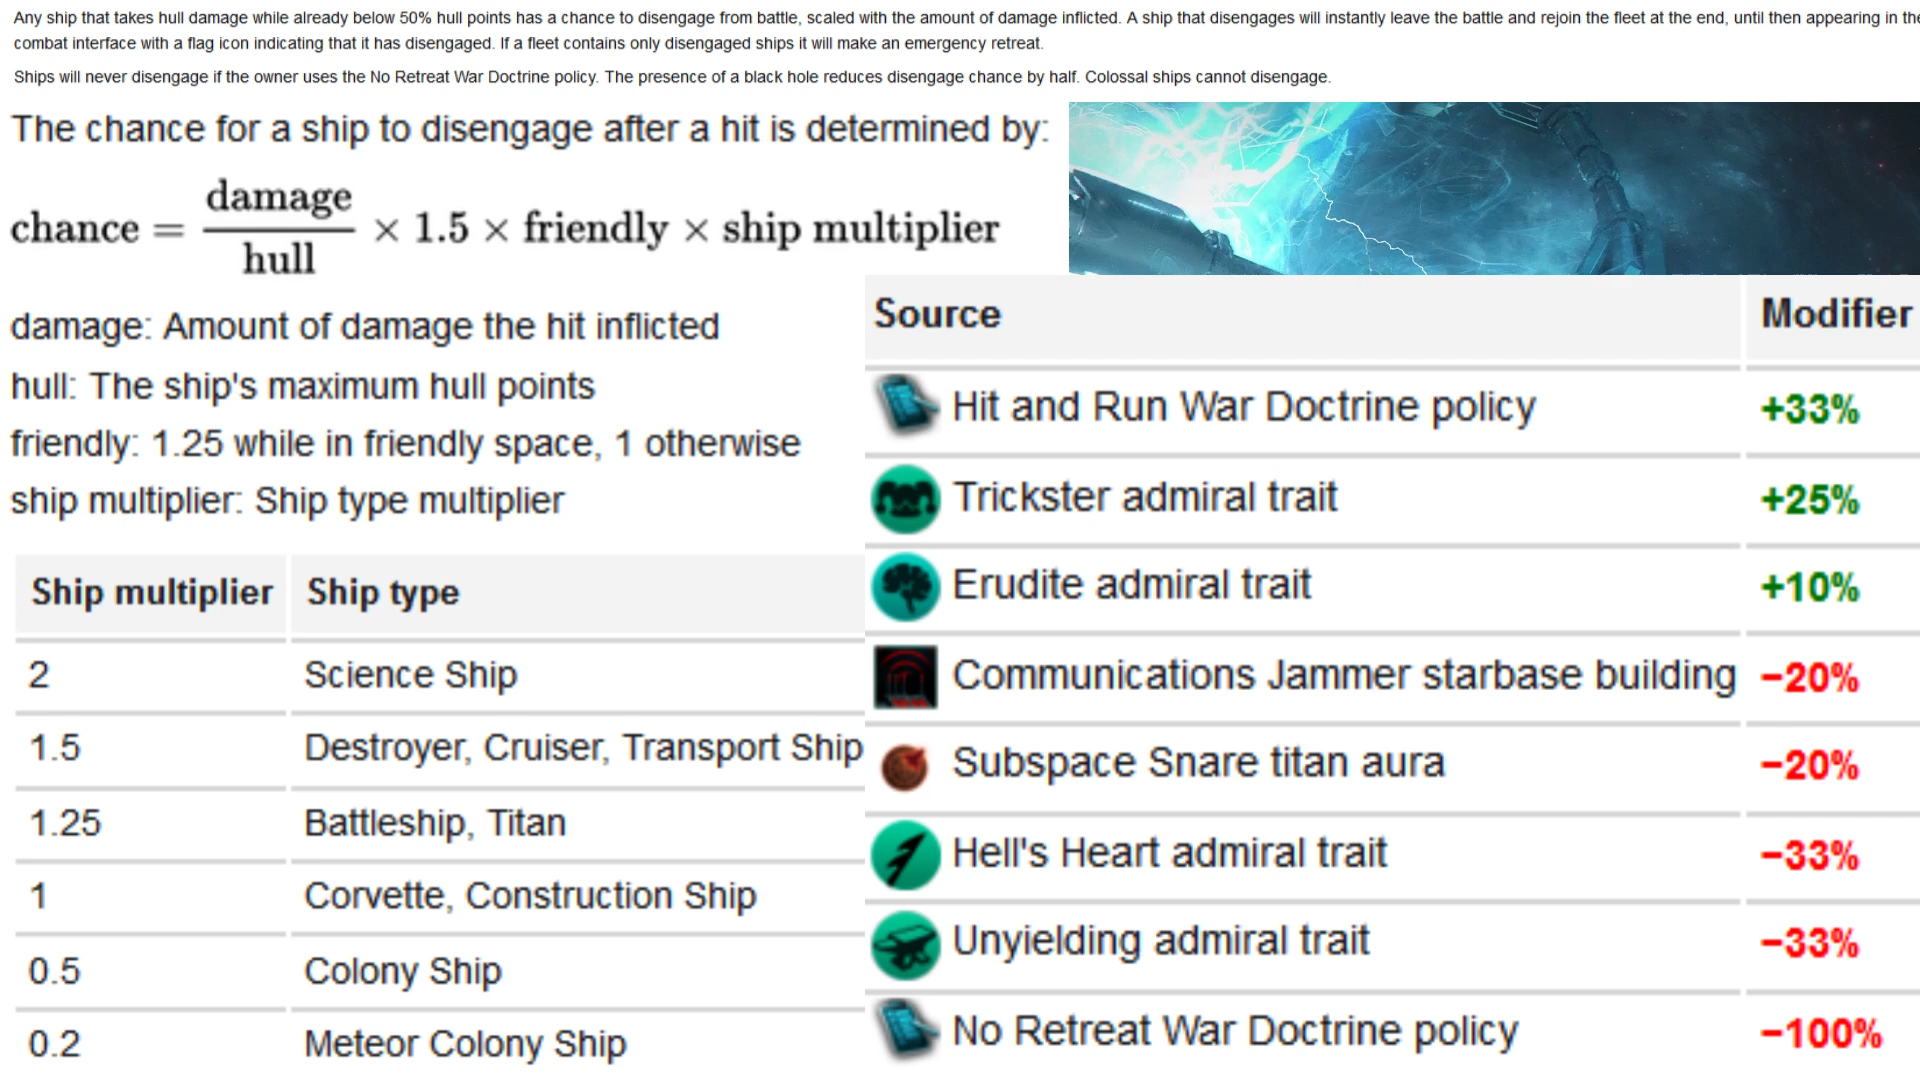 Any ship that takes hull damage while already below 50% hull points has a chance to disengage from battle, scaled with the amount of damage inflicted. A ship that disengages will instantly leave the battle and rejoin the fleet at the end, until then appearing in the
combat interface with a flag icon indicating that it has disengaged. If a fleet contains only disengaged ships it will make an emergency retreat.
Ships will never disengage if the owner uses the No Retreat War Doctrine policy. The presence of a black hole reduces disengage chance by half. Colossal ships cannot disengage.
The chance for a ship to disengage after a hit is determined by:
chance = damage / hull × 1.5 × friendly × ship multiplier
damage: Amount of damage the hit inflicted
hull: The ship's maximum hull points
friendly: 1.25 while in friendly space, 1 otherwise
ship multiplier: Ship type multiplier
Ship multiplier Ship type
2 Science Ship
1.5 Destroyer, Cruiser, Transport Ship
1.25 Battleship, Titan
1 Corvette, Construction Ship
0.5 Colony Ship
0.2 Meteor Colony Ship
Source Modifier
Hit and Run War Doctrine policy +33%
Trickster admiral trait +25%
Erudite admiral trait +10%
Communications Jammer starbase building −20%
Subspace Snare titan aura −20%
Hell's Heart admiral trait −33%
Unyielding admiral trait −33%
No Retreat War Doctrine policy −100%